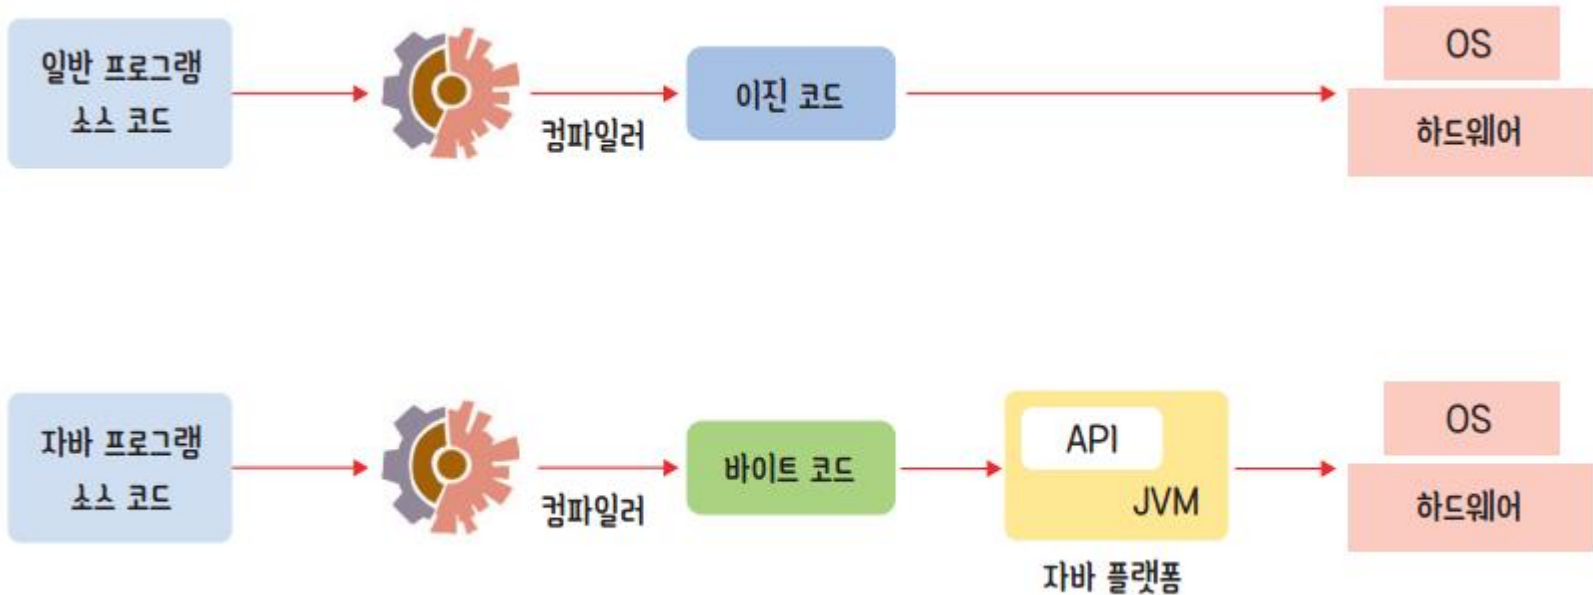 일반 프로그램
소스 코드
컴파일러
이진 코드
OS
하드웨어
자바 프로그램
소스 코드
컴파일러
바이트 코드
API
JVM
자바 플랫폼
OS
하드웨어